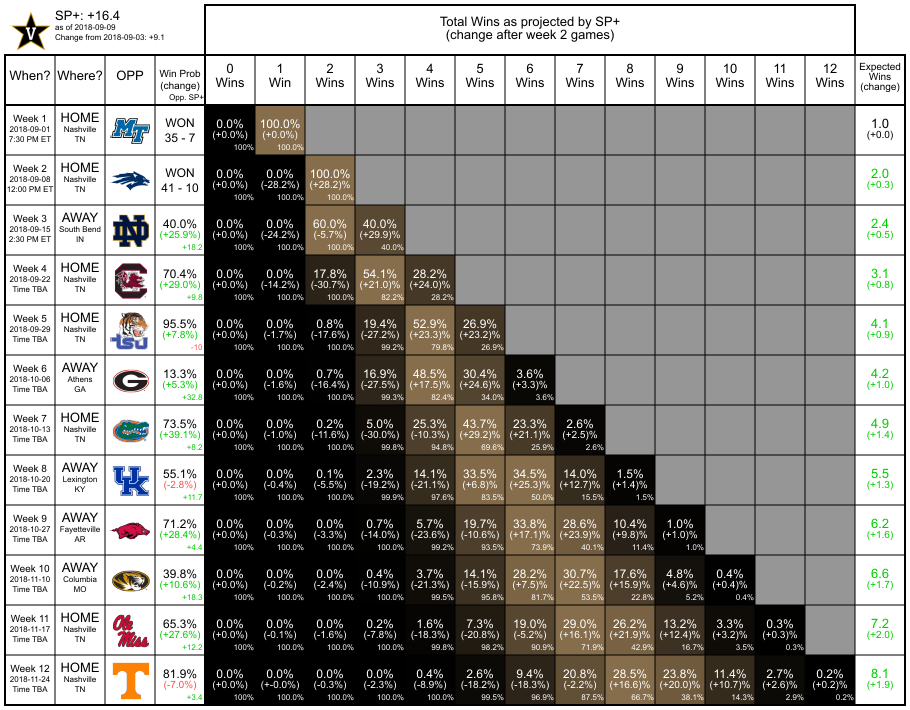 SP+: +16.4
as of 2018-09-09
Change from 2018-09-03: +9.1
V
Total Wins as projected by SP+
(change after week 2 games)
When? Where? OPP Win Prob (change) Opp. SP+ 0 Wins 1 Win 2 Wins 3 Wins 4 Wins 5 Wins 6 Wins 7 Wins 8 Wins 9 Wins 10 Wins 11 Wins 12 Wins Expected Wins (change)
Week 1 HOME MT WON 0.0% 100.0% 1.0
2018-09-01 Nashville 35 - 7 (+0.0%) (+0.0%) (+0.0)
7:30 PM ET TN 100% 100.0%
Week 2 HOME WON 0.0% 0.0% 100.0% 2.0
2018-09-08 Nashville 41 - 10 (+0.0%) (-28.2%) (+28.2)% (+0.3)
12:00 PM ET TN 100% 100.0% 100.0%
Week 3 AWAY ND 40.0% 0.0% 0.0% 60.0% 40.0% 2.4
2018-09-15 South Bend (+25.9%) (+0.0%) (-24.2%) (-5.7%) (+29.9)% (+0.5)
2:30 PM ET IN +18.2 100% 100.0% 100.0% 40.0%
Week 4 HOME 70.4% 0.0% 0.0% 17.8% 54.1% 28.2% 3.1
2018-09-22 Nashville (+29.0%) (+0.0%) (-14.2%) (-30.7%) (+21.0)% (+24.0)% (+0.8)
Time TBA TN +9.8 100% 100.0% 100.0% 82.2% 28.2%
Week 5 HOME TSU 95.5% 0.0% 0.0% 0.8% 19.4% 52.9% 26.9% 4.1
2018-09-29 Nashville (+7.8%) (+0.0%) (-1.7%) (-17.6%) (-27.2%) (+23.3)% (+23.2)% (+0.9)
Time TBA TN -10 100% 100.0% 100.0% 99.2% 79.8% 26.9%
Week 6 AWAY G 13.3% 0.0% 0.0% 0.7% 16.9% 48.5% 30.4% 3.6% 4.2
2018-10-06 Athens (+5.3%) (+0.0%) (-1.6%) (-16.4%) (-27.5%) (+17.5)% (+24.6)% (+3.3)% (+1.0)
Time TBA GA +32.8 100% 100.0% 100.0% 99.3% 82.4% 34.0% 3.6%
Week 7 HOME 73.5% 0.0% 0.0% 0.2% 5.0% 25.3% 43.7% 23.3% 2.6% 4.9
2018-10-13 Nashville (+39.1%) (+0.0%) (-1.0%) (-11.6%) (-30.0%) (-10.3%) (+29.2)% (+21.1)% (+2.5)% (+1.4)
Time TBA TN +8.2 100% 100.0% 100.0% 99.8% 94.8% 69.6% 25.9% 2.6%
Week 8 AWAY UK 55.1% 0.0% 0.0% 0.1% 2.3% 14.1% 33.5% 34.5% 14.0% 1.5% 5.5
2018-10-20 Lexington (-2.8%) (+0.0%) (-0.4%) (-5.5%) (-19.2%) (-21.1%) (+6.8)% (+25.3)% (+12.7)% (+1.4)% (+1.3)
Time TBA KY +11.7 100% 100.0% 100.0% 99.9% 97.6% 83.5% 50.0% 15.5% 1.5%
Week 9 AWAY 71.2% 0.0% 0.0% 0.0% 0.7% 5.7% 19.7% 33.8% 28.6% 10.4% 1.0% 6.2
2018-10-27 Fayetteville (+28.4%) (+0.0%) (-0.3%) (-3.3%) (-14.0%) (-23.6%) (-10.6%) (+17.1)% (+23.9)% (+9.8)% (+1.0)% (+1.6)
Time TBA AR +4.4 100% 100.0% 100.0% 100.0% 99.2% 93.5% 73.9% 40.1% 11.4% 1.0%
Week 10 AWAY 39.8% 0.0% 0.0% 0.0% 0.4% 3.7% 14.1% 28.2% 30.7% 17.6% 4.8% 0.4% 6.6
2018-11-10 Columbia (+10.6%) (+0.0%) (-0.2%) (-2.4%) (-10.9%) (-21.4%) (-15.9%) (+7.5)% (+22.5)% (+15.9)% (+4.6)% (+0.4)% (+1.7)
Time TBA MO +18.3 100% 100.0% 100.0% 100.0% 99.5% 95.8% 81.7% 53.5% 22.8% 5.2% 0.4%
Week 11 HOME Ole Miss 65.3% 0.0% 0.0% 0.0% 0.2% 1.6% 7.3% 19.0% 29.0% 26.2% 13.2% 3.3% 0.3% 7.2
2018-11-17 Nashville (+27.6%) (+0.0%) (-0.1%) (-1.6%) (-7.8%) (-18.3%) (-20.8%) (-5.2%) (+16.1)% (+21.9)% (+12.4)% (+3.2)% (+0.3)% (+2.0)
Time TBA TN +12.2 100% 100.0% 100.0% 100.0% 99.8% 98.2% 90.9% 71.9% 42.9% 16.7% 3.5% 0.3%
Week 12 HOME T 81.9% 0.0% 0.0% 0.0% 0.0% 0.4% 2.6% 9.4% 20.8% 28.5% 23.8% 11.4% 2.7% 0.2% 8.1
2018-11-24 Nashville (-7.0%) (+0.0%) (+-0.0%) (-0.3%) (-2.3%) (-8.9%) (-18.2%) (-18.3%) (-2.2%) (+16.6)% (+20.0)% (+10.7)% (+2.6)% (+0.2)% (+1.9)
Time TBA TN +3.4 100% 100.0% 100.0% 100.0% 100.0% 99.5% 96.9% 87.5% 66.7% 38.1% 14.3% 2.9% 0.2%